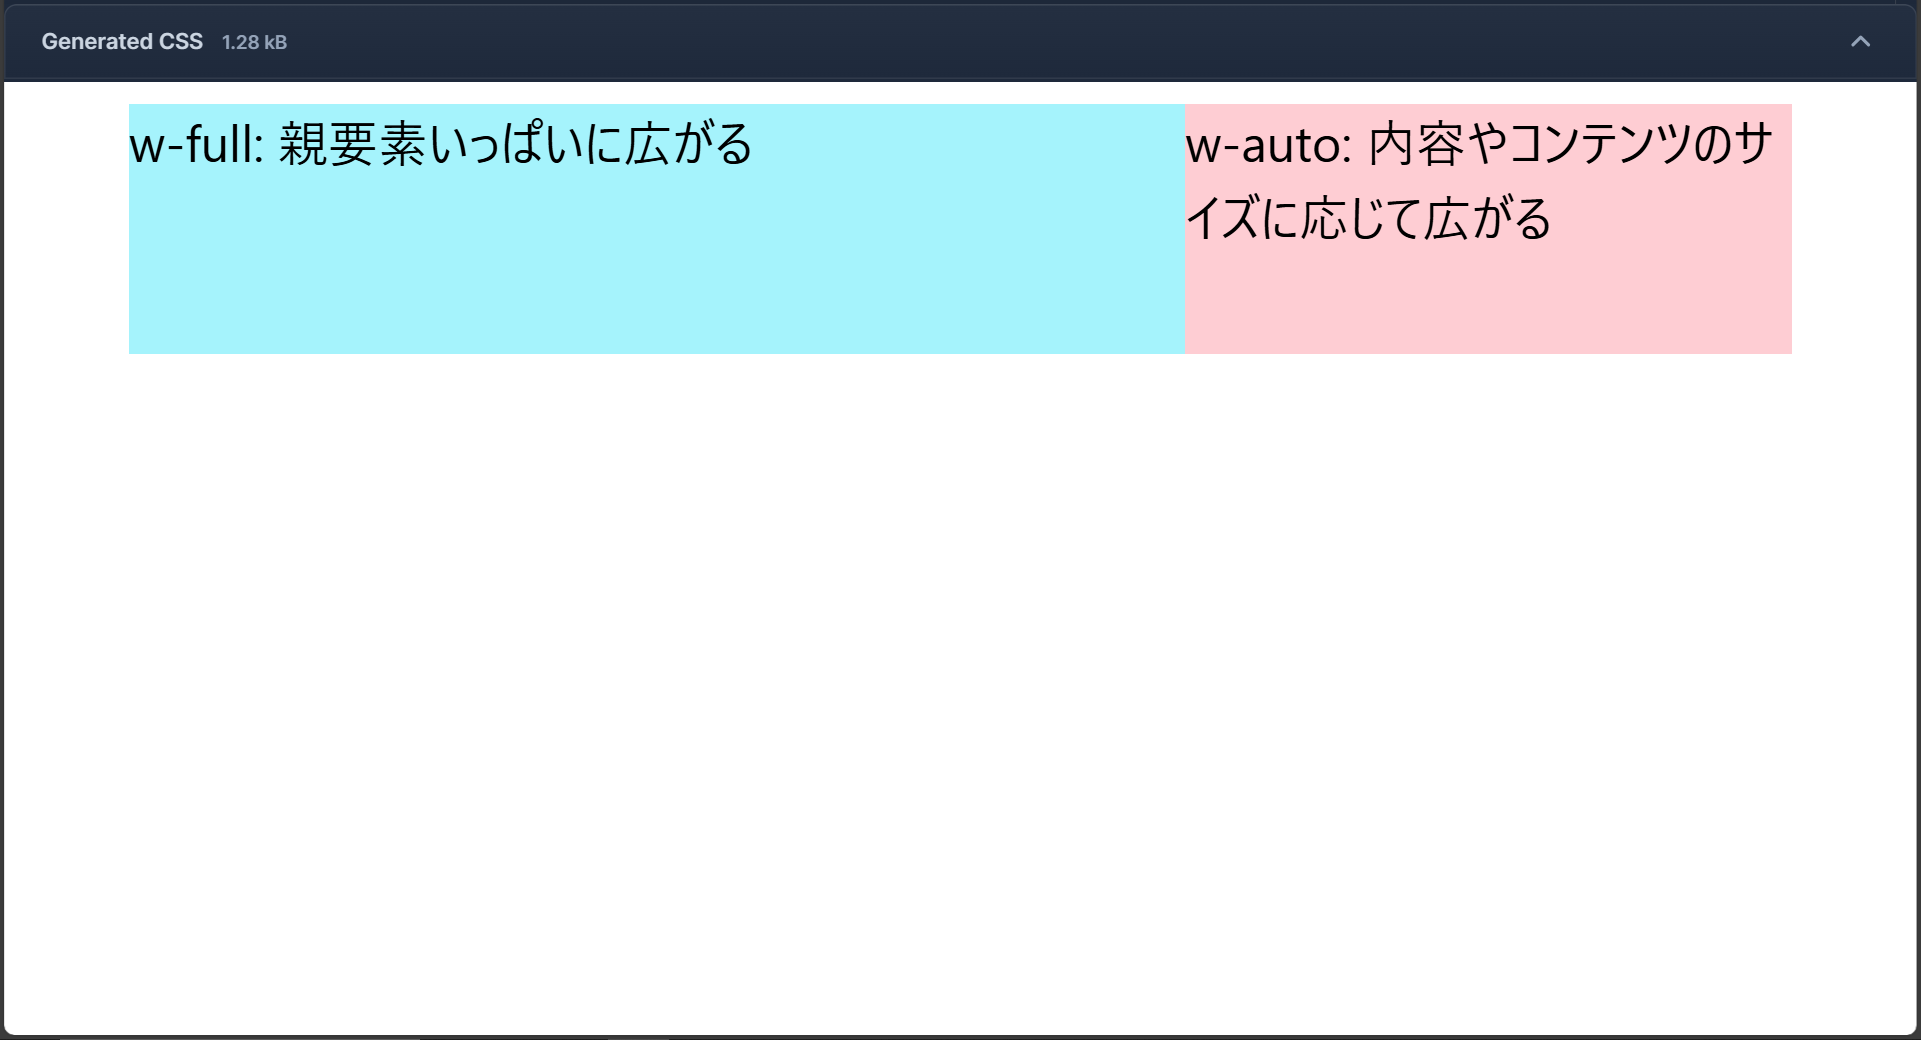 Generated CSS 1.28 kB
w-full: 親要素いっぱいに広がる
w-auto: 内容やコンテンツのサ
イズに応じて広がる